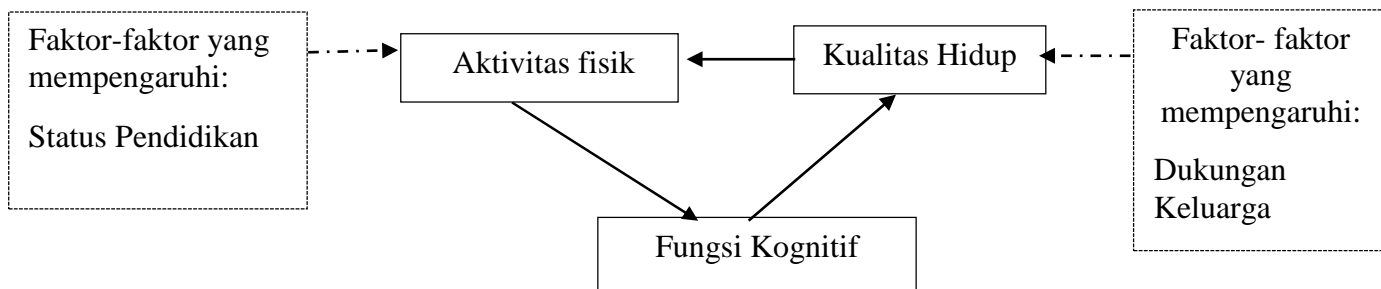 Faktor-faktor yang
mempengaruhi:
Status Pendidikan
Aktivitas fisik
Kualitas Hidup
Faktor- faktor
yang
mempengaruhi:
Dukungan
Keluarga
Fungsi Kognitif